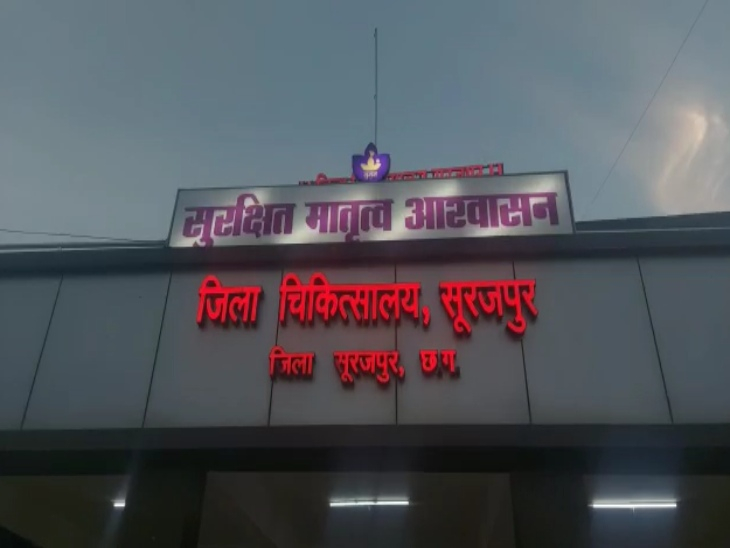 सुरक्षित मातृत्व आश्वासन
जिला चिकित्सालय, सूरजपुर
जिला सूरजपुर, छ.ग